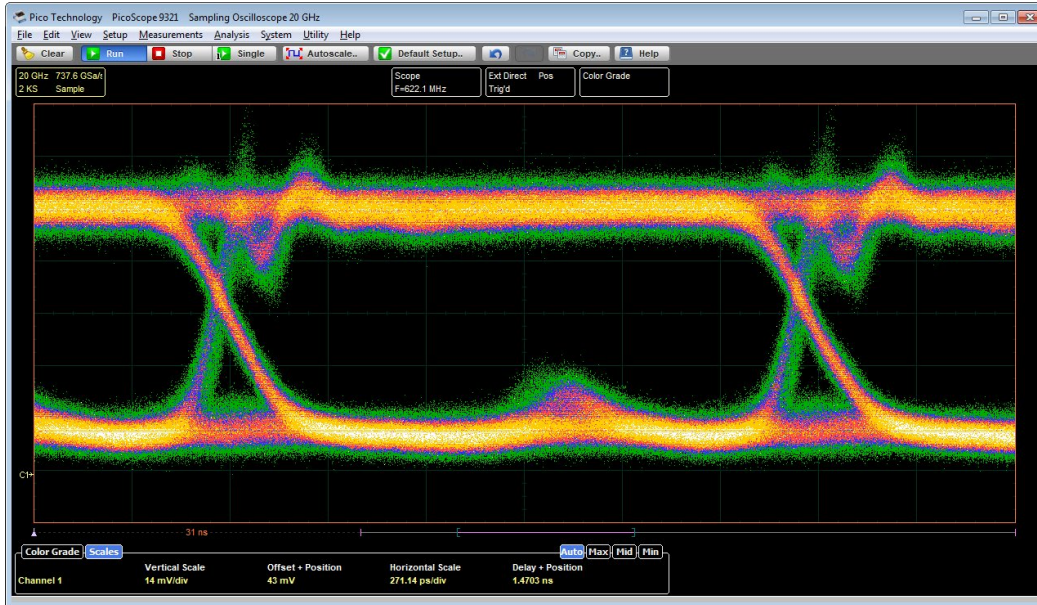 Pico Technology PicoScope 9321 Sampling Oscilloscope 20 GHz
File Edit View Setup Measurements Analysis System Utility Help
Clear Run Stop Single Autoscale.. Default Setup.. Copy.. Help
20 GHz 737.6 GSa/s Scope Ext Direct Pos Color Grade
2 KS Sample F=622.1 MHz Trig'd
C1
31 ns
Color Grade Scales Auto Max Mid Min
Vertical Scale Offset + Position Horizontal Scale Delay + Position
Channel 1 14 mV/div 43 mV 271.14 ps/div 1.4703 ns